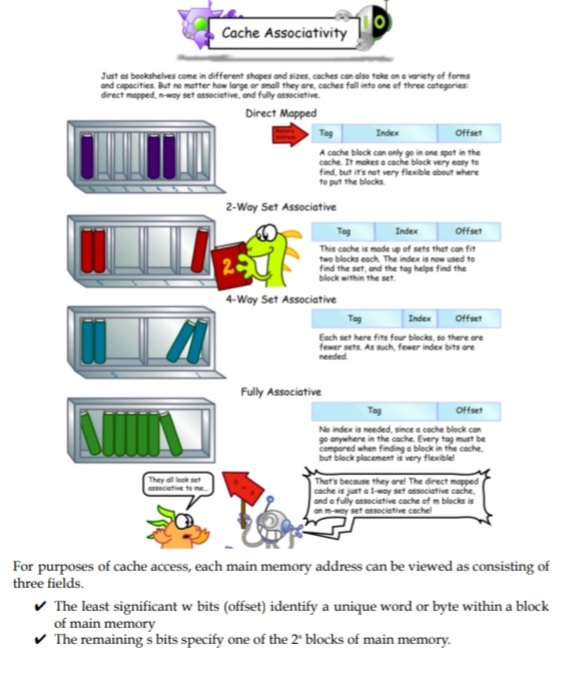 Cache Associativity
10
Just as bookshelves come in different shapes and sizes, caches can also take on a variety of forms
and capacities. But no matter how large or small they are, caches fall into one of three categories:
direct mapped, n-way set associative, and fully associative.
Direct Mapped
Memory Address
Tag Index Offset
A cache block can only go in one spot in the
cache. It makes a cache block very easy to
find, but it's not very flexible about where
to put the blocks.
2-Way Set Associative
Tag Index Offset
2
This cache is made up of sets that can fit
two blocks each. The index is now used to
find the set, and the tag helps find the
block within the set.
4-Way Set Associative
Tag Index Offset
Each set here fits four blocks, so there are
fewer sets. As such, fewer index bits are
needed.
Fully Associative
Tag Offset
No index is needed, since a cache block can
go anywhere in the cache. Every tag must be
compared when finding a block in the cache,
but block placement is very flexible!
They all look set
associative to me...
That's because they are! The direct mapped
cache is just a 1-way set associative cache,
and a fully associative cache of m blocks is
an m-way set associative cache!
For purposes of cache access, each main memory address can be viewed as consisting of
three fields.
✔ The least significant w bits (offset) identify a unique word or byte within a block
of main memory
✔ The remaining s bits specify one of the 2ˢ blocks of main memory.